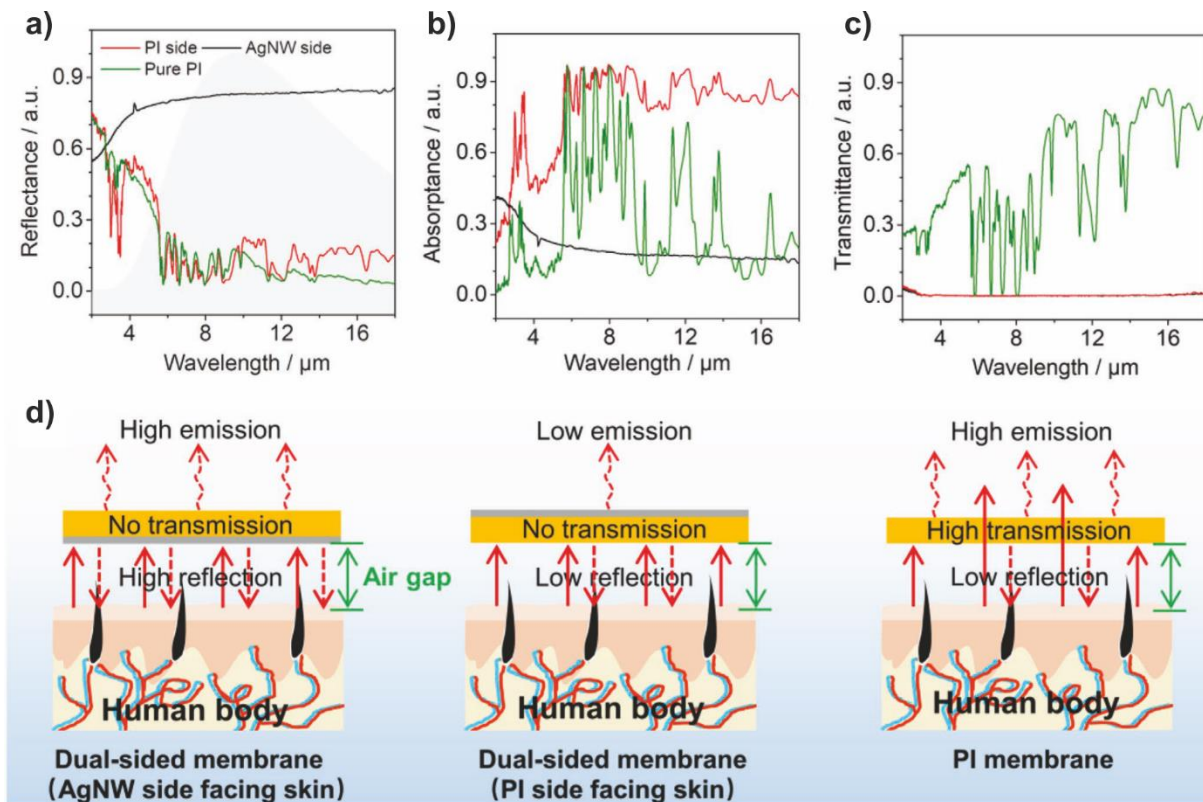 a)
PI side
AgNW side
Pure PI
Reflectance / a.u.
0.9
0.6
0.3
0.0
4
8
12
16
Wavelength / μm
b)
Absorptance / a.u.
0.9
0.6
0.3
0.0
4
8
12
16
Wavelength / μm
c)
Transmittance / a.u.
0.9
0.6
0.3
0.0
4
8
12
16
Wavelength / μm
d)
High emission
No transmission
High reflection
Air gap
Human body
Dual-sided membrane
(AgNW side facing skin)
Low emission
No transmission
Low reflection
Human body
Dual-sided membrane
(PI side facing skin)
High emission
High transmission
Low reflection
Human body
PI membrane